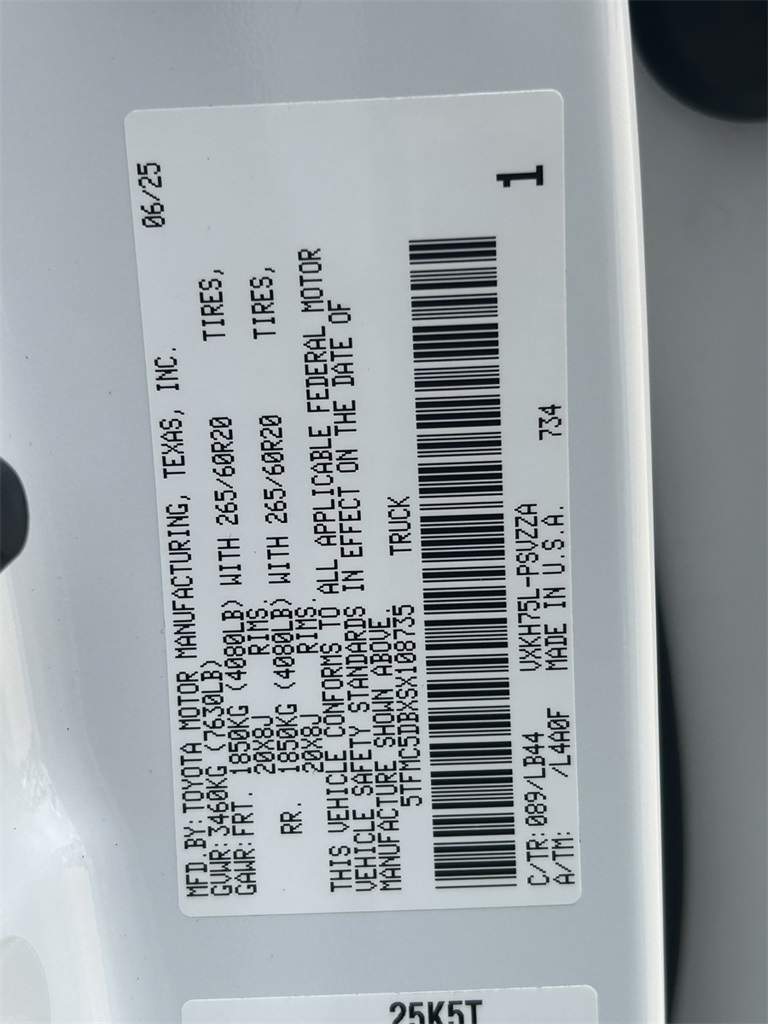 MFD.BY: TOYOTA MOTOR MANUFACTURING, TEXAS, INC. 06/25
GVWR: 3460KG (7630LB)
GAWR: FRT. 1850KG (4080LB) WITH 265/60R20 TIRES,
20X8J RIMS.
RR. 1850KG (4080LB) WITH 265/60R20 TIRES,
20X8J RIMS.
THIS VEHICLE CONFORMS TO ALL APPLICABLE FEDERAL MOTOR
VEHICLE SAFETY STANDARDS IN EFFECT ON THE DATE OF
MANUFACTURE SHOWN ABOVE.
5TFMC5DBXSX108735 TRUCK
1
C/TR: 089/LB44 VXKH75L-PSVZZA 734
A/TM: /L4A0F MADE IN U.S.A.
25K5T